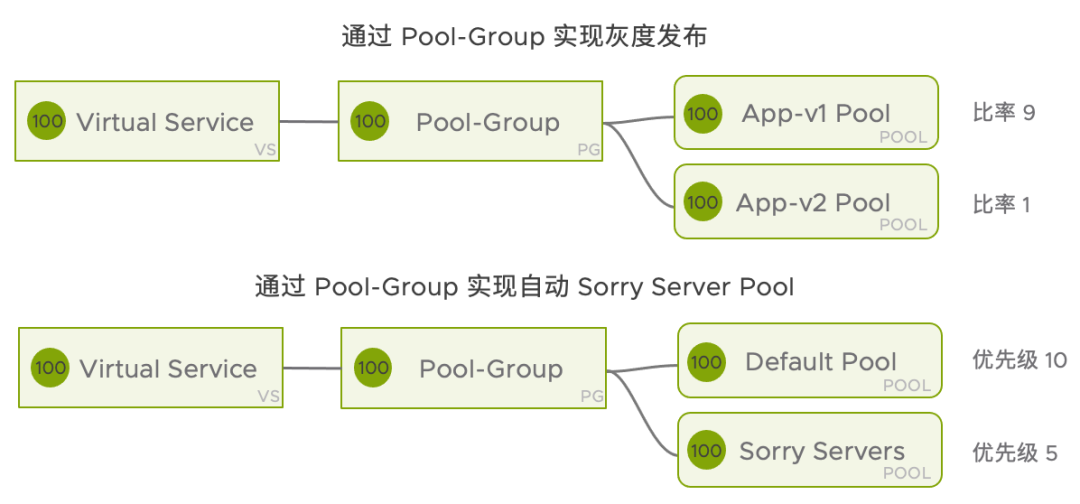 通过 Pool-Group 实现灰度发布
100 Virtual Service VS
100 Pool-Group PG
100 App-v1 Pool POOL
比率 9
100 App-v2 Pool POOL
比率 1
通过 Pool-Group 实现自动 Sorry Server Pool
100 Virtual Service VS
100 Pool-Group PG
100 Default Pool POOL
优先级 10
100 Sorry Servers POOL
优先级 5